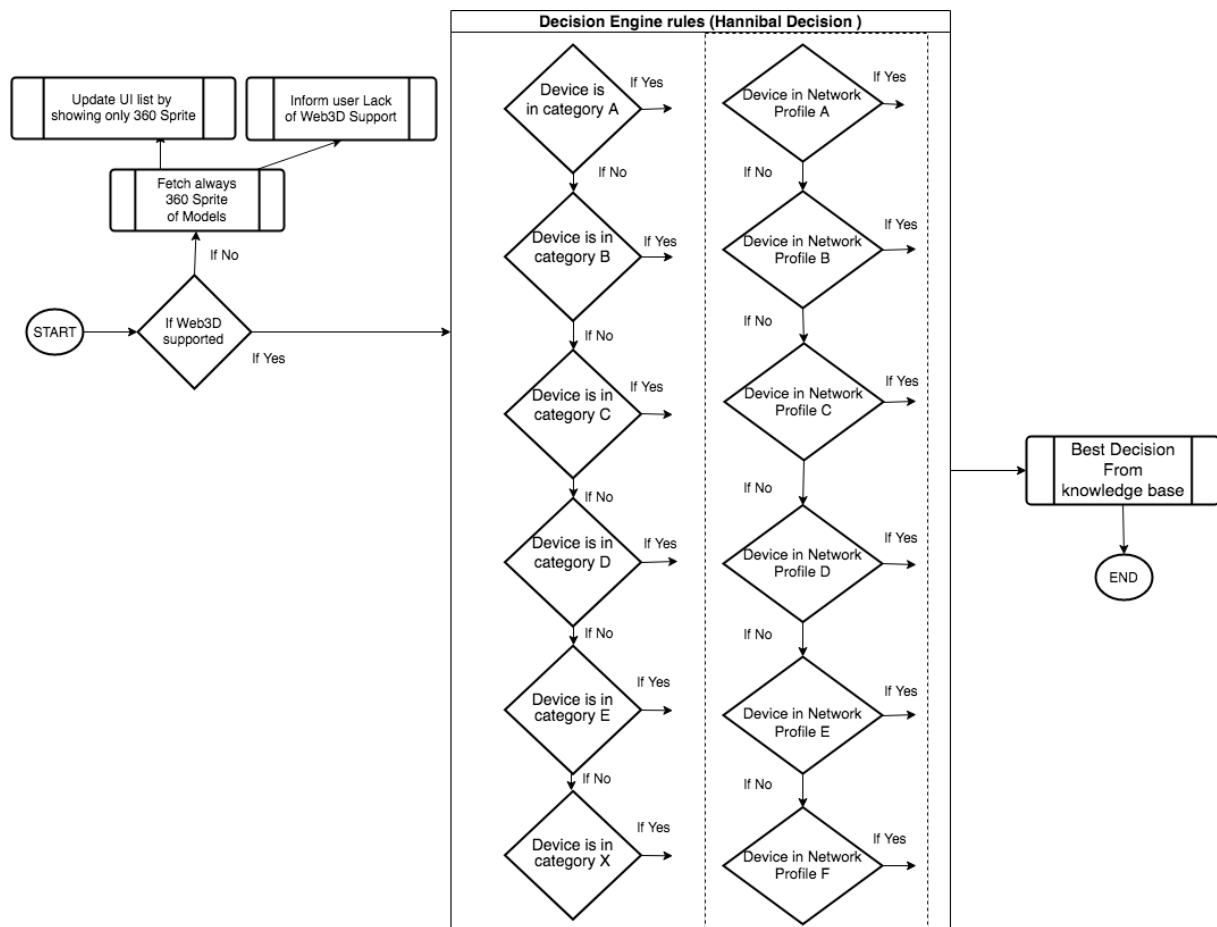 Decision Engine rules (Hannibal Decision )
Update UI list by
showing only 360 Sprite
Inform user Lack
of Web3D Support
Fetch always
360 Sprite
of Models
If No
START
If Web3D
supported
If Yes
Device is
in category A
If Yes
If No
Device is in
category B
If Yes
If No
Device is in
category C
If Yes
If No
Device is in
category D
If Yes
If No
Device is in
category E
If Yes
If No
Device is in
category X
If Yes
Device in Network
Profile A
If Yes
If No
Device in Network
Profile B
If Yes
If No
Device in Network
Profile C
If Yes
If No
Device in Network
Profile D
If Yes
If No
Device in Network
Profile E
If Yes
If No
Device in Network
Profile F
If Yes
Best Decision
From
knowledge base
END